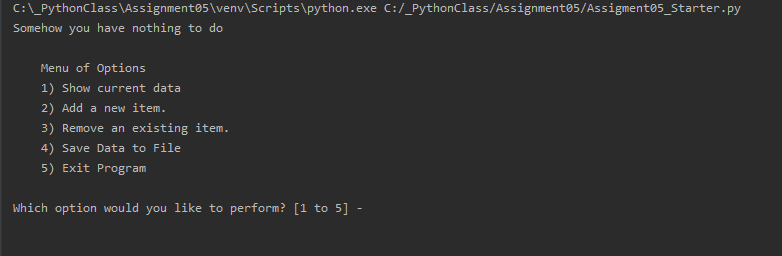 C:\_PythonClass\Assignment05\venv\Scripts\python.exe C:/_PythonClass/Assignment05/Assigment05_Starter.py
Somehow you have nothing to do
Menu of Options
1) Show current data
2) Add a new item.
3) Remove an existing item.
4) Save Data to File
5) Exit Program
Which option would you like to perform? [1 to 5] -